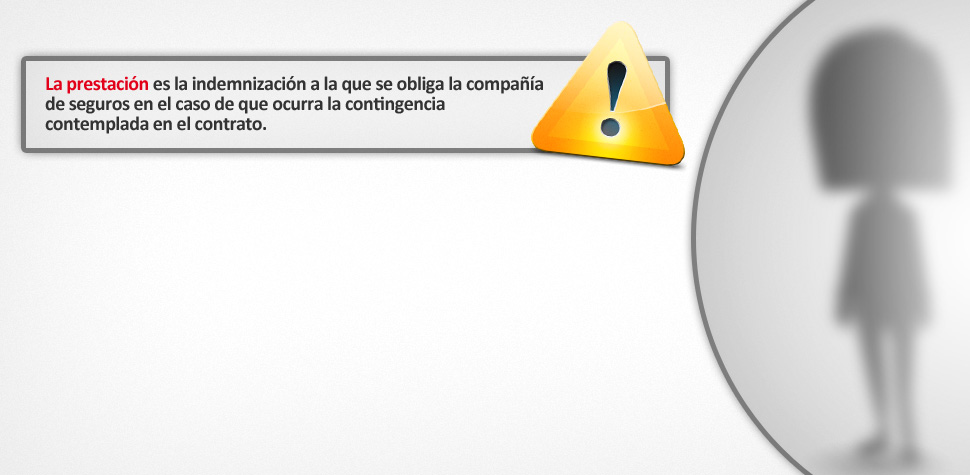 La prestación es la indemnización a la que se obliga la compañía
de seguros en el caso de que ocurra la contingencia
contemplada en el contrato.